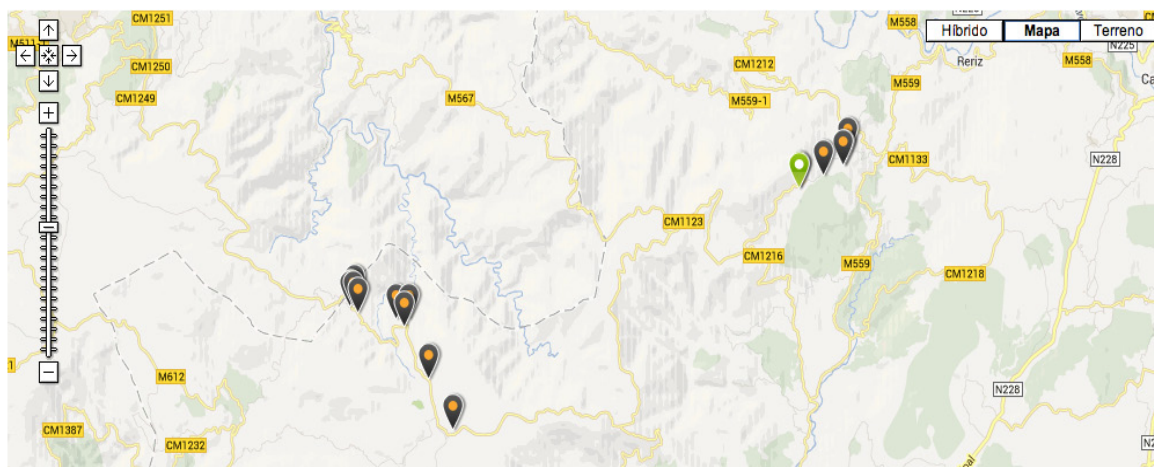 CM1251
M558
Híbrido
Mapa
Terreno
N225
CM1250
CM1212
Reriz
M558
M559
CM1249
M567
M559-1
CM1133
N228
CM1123
CM1216
M559
CM1218
M612
N228
CM1387
CM1232